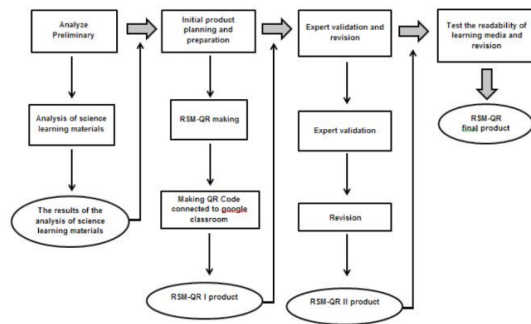 Analyze
Preliminary
Initial product
planning and
preparation
Expert validation and
revision
Test the readability of
learning media and
revision
Analysis of science
learning materials
RSM-QR making
Expert validation
RSM-QR
final product
The results of the
analysis of science
learning materials
Making QR Code
connected to google
classroom
Revision
RSM-QR I product
RSM-QR II product